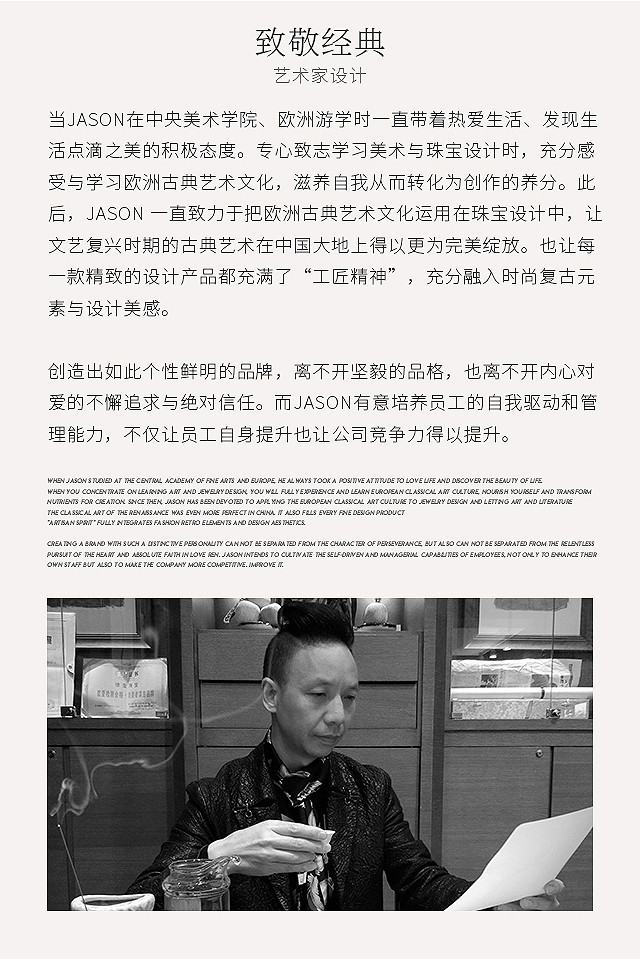 致敬经典
艺术家设计
当JASON在中央美术学院、欧洲游学时一直带着热爱生活、发现生
活点滴之美的积极态度。专心致志学习美术与珠宝设计时，充分感
受与学习欧洲古典艺术文化，滋养自我从而转化为创作的养分。此
后，JASON 一直致力于把欧洲古典艺术文化运用在珠宝设计中，让
文艺复兴时期的古典艺术在中国大地上得以更为完美绽放。也让每
一款精致的设计产品都充满了“工匠精神”，充分融入时尚复古元
素与设计美感。
创造出如此个性鲜明的品牌，离不开坚毅的品格，也离不开内心对
爱的不懈追求与绝对信任。而JASON有意培养员工的自我驱动和管
理能力，不仅让员工自身提升也让公司竞争力得以提升。
WHEN JASON STUDIED AT THE CENTRAL ACADEMY OF FINE ARTS AND EUROPE, HE ALWAYS TOOK A POSITIVE ATTITUDE TO LOVE LIFE AND DISCOVER THE BEAUTY OF LIFE.
WHEN YOU CONCENTRATE ON LEARNING ART AND JEWELRY DESIGN, YOU WILL FULLY EXPERIENCE AND LEARN EUROPEAN CLASSICAL ART CULTURE, NOURISH YOURSELF AND TRANSFORM
NUTRIENTS FOR CREATION. SINCE THEN, JASON HAS BEEN DEVOTED TO APPLYING THE EUROPEAN CLASSICAL ART CULTURE TO JEWELRY DESIGN AND LETTING ART AND LITERATURE
THE CLASSICAL ART OF THE RENAISSANCE WAS EVEN MORE PERFECT IN CHINA. IT ALSO FILLS EVERY FINE DESIGN PRODUCT
"ARTISAN SPIRIT" FULLY INTEGRATES FASHION RETRO ELEMENTS AND DESIGN AESTHETICS.
CREATING A BRAND WITH SUCH A DISTINCTIVE PERSONALITY CAN NOT BE SEPARATED FROM THE CHARACTER OF PERSEVERANCE, BUT ALSO CAN NOT BE SEPARATED FROM THE RELENTLESS
PURSUIT OF THE HEART AND ABSOLUTE FAITH IN LOVE REN. JASON INTENDS TO CULTIVATE THE SELF-DRIVEN AND MANAGERIAL CAPABILITIES OF EMPLOYEES, NOT ONLY TO ENHANCE THEIR
OWN STAFF BUT ALSO TO MAKE THE COMPANY MORE COMPETITIVE. IMPROVE IT.